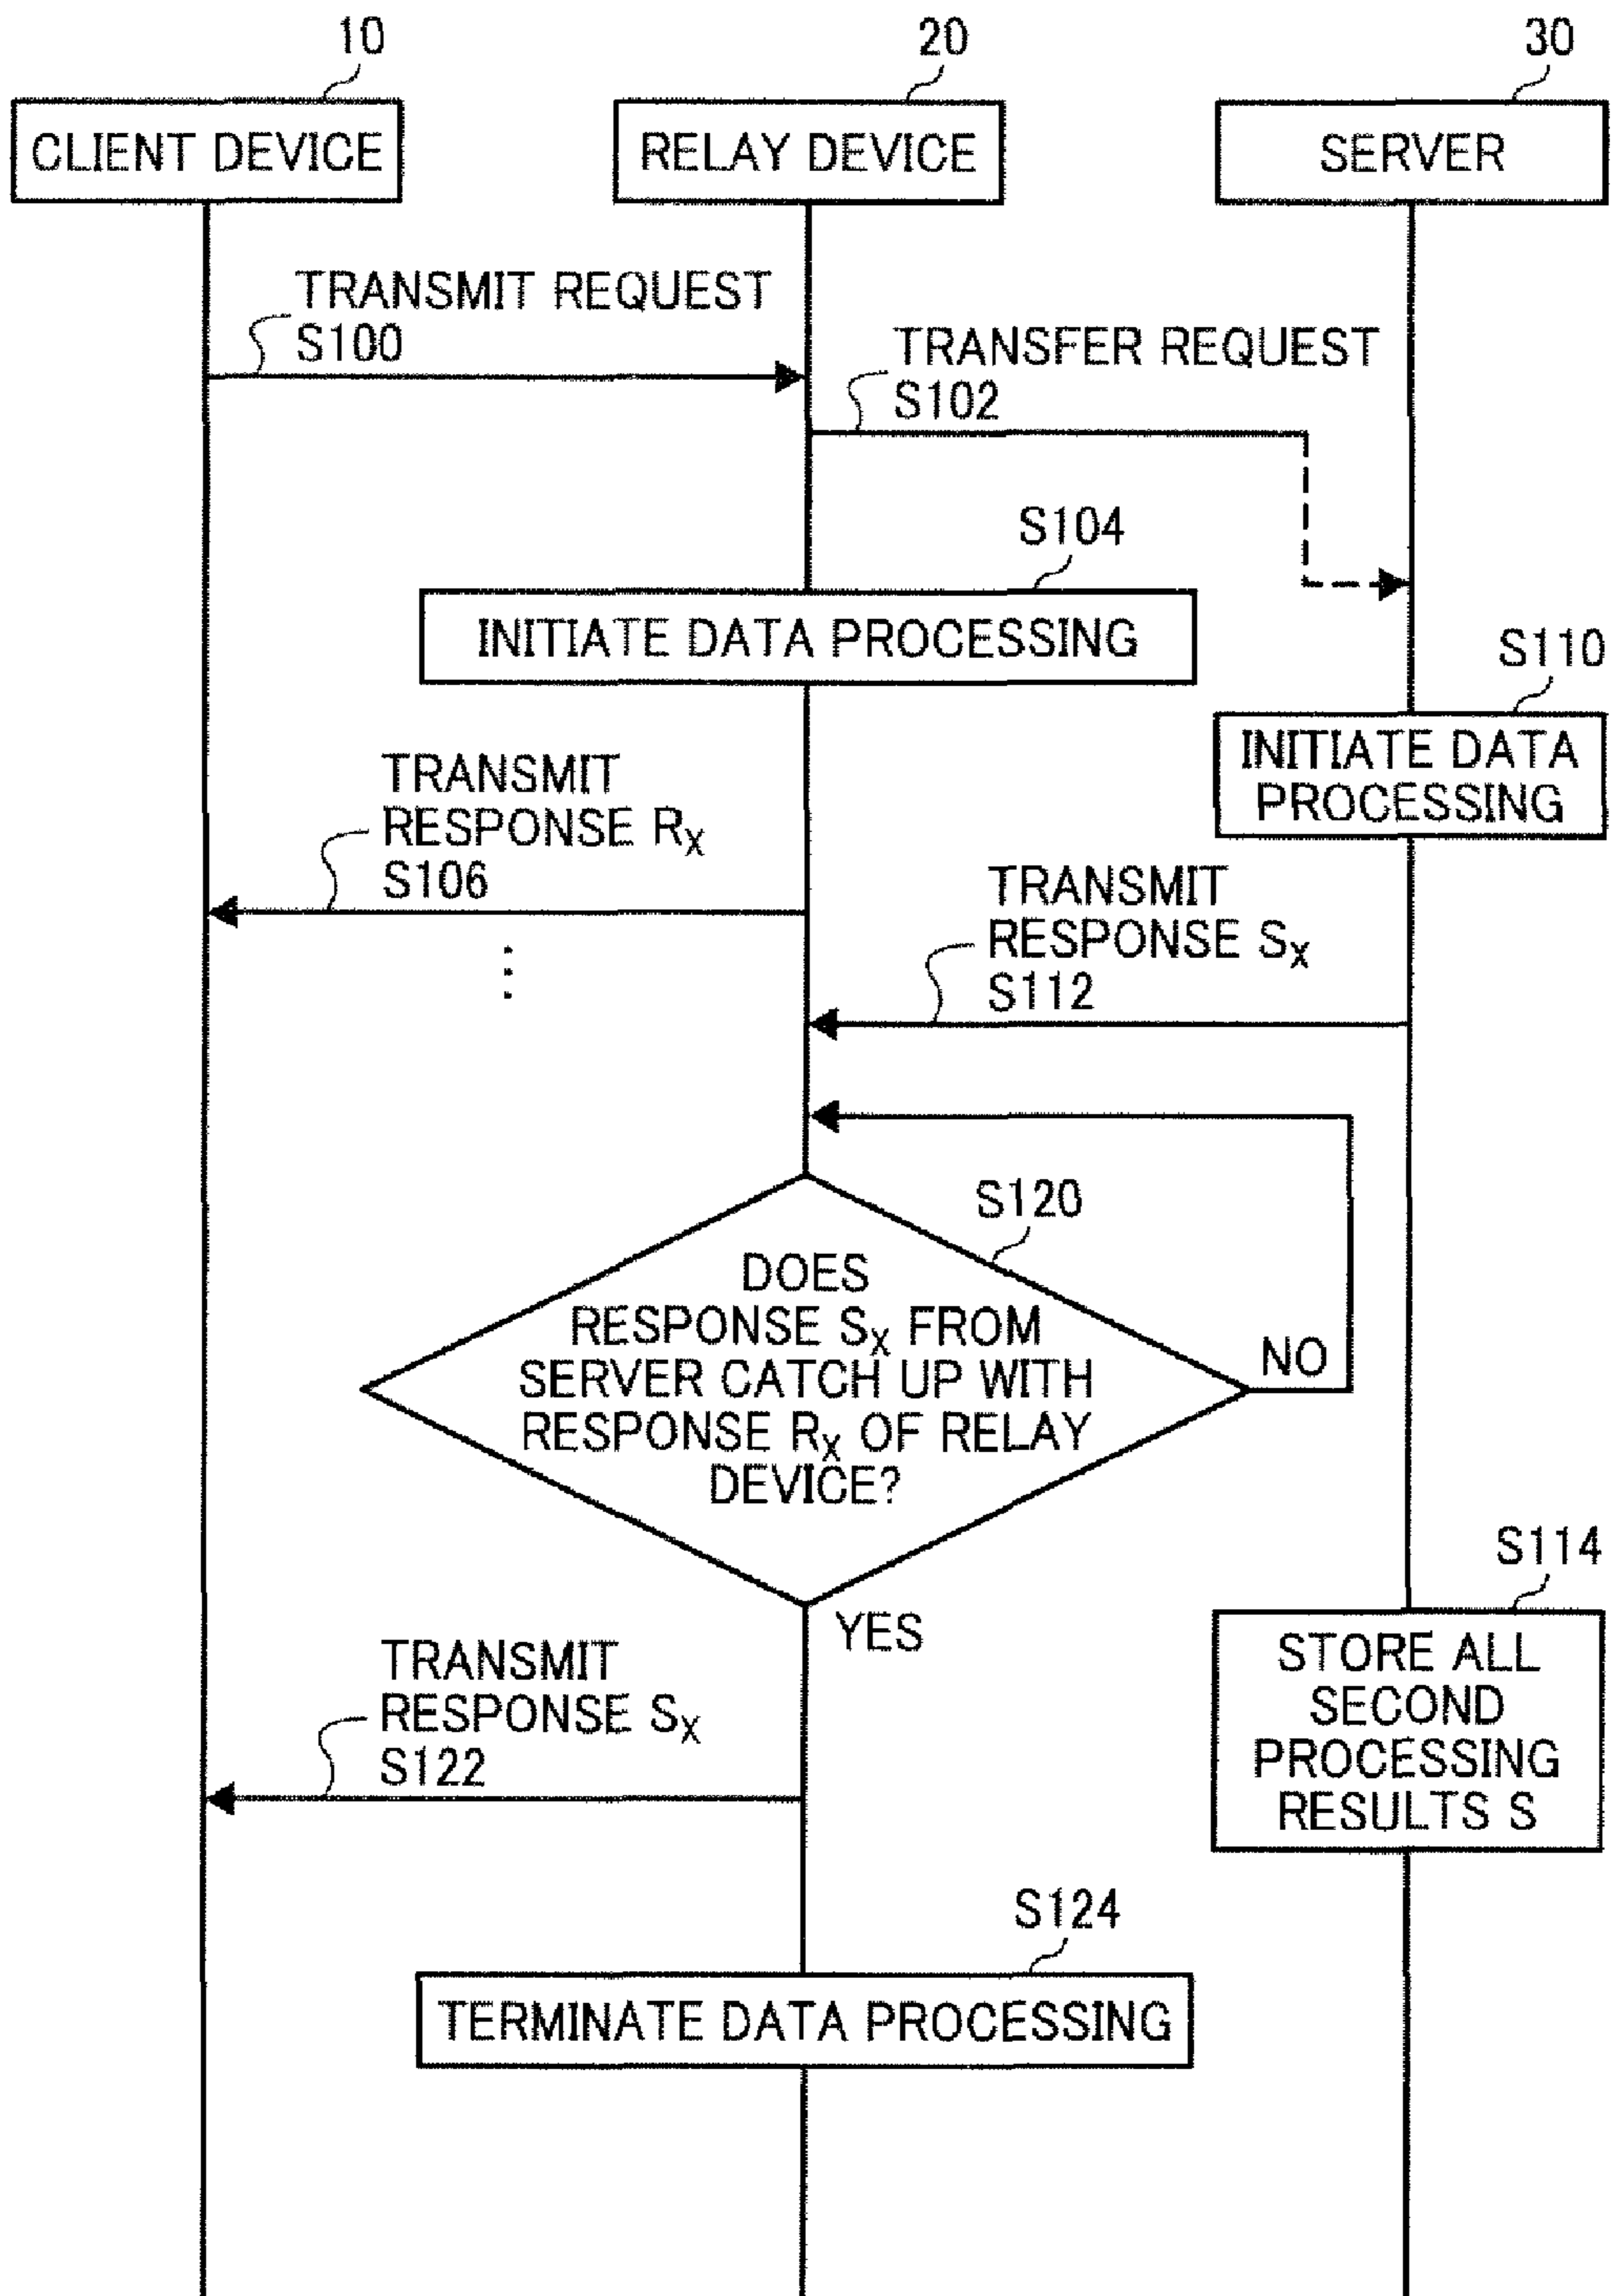 10
20
30
CLIENT DEVICE
RELAY DEVICE
SERVER
TRANSMIT REQUEST
S100
TRANSFER REQUEST
S102
S104
INITIATE DATA PROCESSING
S110
INITIATE DATA
PROCESSING
TRANSMIT
RESPONSE RX
S106
TRANSMIT
RESPONSE SX
S112
S120
DOES
RESPONSE SX FROM
SERVER CATCH UP WITH
RESPONSE RX OF RELAY
DEVICE?
NO
YES
S114
STORE ALL
SECOND
PROCESSING
RESULTS S
TRANSMIT
RESPONSE SX
S122
S124
TERMINATE DATA PROCESSING